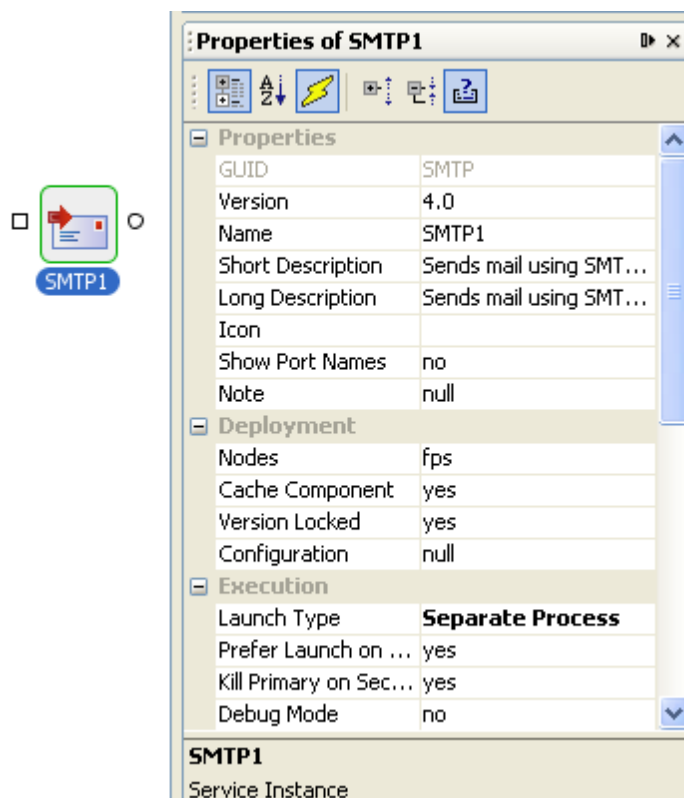 Properties of SMTP1
Properties
GUID SMTP
Version 4.0
Name SMTP1
Short Description Sends mail using SMT...
Long Description Sends mail using SMT...
Icon
Show Port Names no
Note null
Deployment
Nodes fps
Cache Component yes
Version Locked yes
Configuration null
Execution
Launch Type Separate Process
Prefer Launch on ... yes
Kill Primary on Sec... yes
Debug Mode no
SMTP1
Service Instance
SMTP1